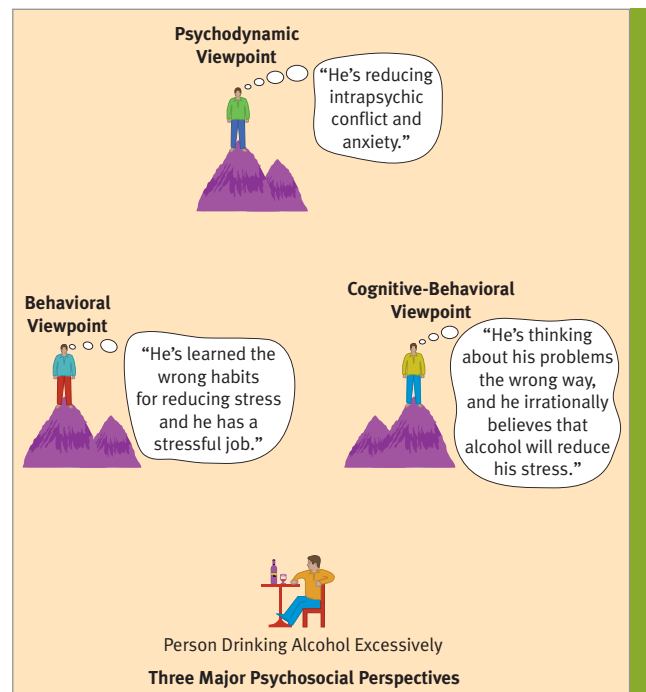 Psychodynamic
Viewpoint
“He’s reducing
intrapsychic
conflict and
anxiety.”
Behavioral
Viewpoint
“He’s learned the
wrong habits
for reducing stress
and he has a
stressful job.”
Cognitive-Behavioral
Viewpoint
“He’s thinking
about his problems
the wrong way,
and he irrationally
believes that
alcohol will reduce
his stress.”
Person Drinking Alcohol Excessively
Three Major Psychosocial Perspectives